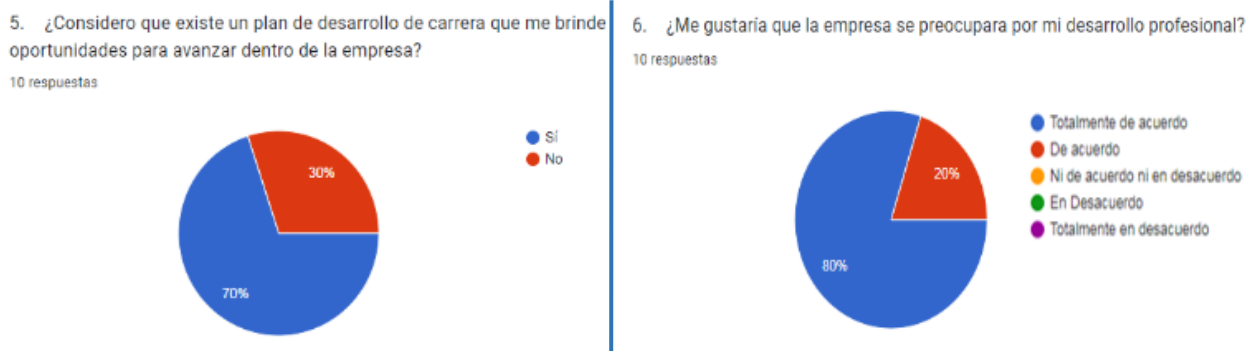 5. ¿Considero que existe un plan de desarrollo de carrera que me brinde
oportunidades para avanzar dentro de la empresa?
10 respuestas
Sí
No
30%
70%
6. ¿Me gustaría que la empresa se preocupara por mi desarrollo profesional?
10 respuestas
Totalmente de acuerdo
De acuerdo
Ni de acuerdo ni en desacuerdo
En Desacuerdo
Totalmente en desacuerdo
20%
80%